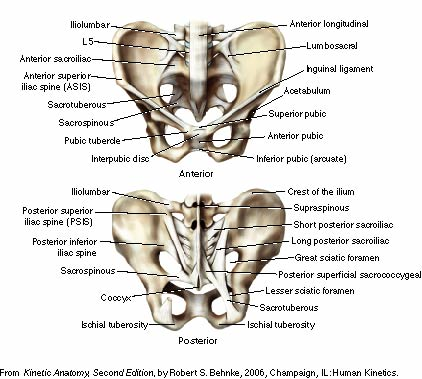 Iliolumbar
L5
Anterior sacroiliac
Anterior superior
iliac spine (ASIS)
Sacrotuberous
Sacrospinous
Pubic tubercle
Interpubic disc
Anterior longitudinal
Lumbosacral
Inguinal ligament
Acetabulum
Superior pubic
Anterior pubic
Inferior pubic (arcuate)
Anterior
Iliolumbar
Posterior superior
iliac spine (PSIS)
Posterior inferior
iliac spine
Sacrospinous
Coccyx
Ischial tuberosity
Crest of the ilium
Supraspinous
Short posterior sacroiliac
Long posterior sacroiliac
Great sciatic foramen
Posterior superficial sacrococcygeal
Lesser sciatic foramen
Sacrotuberous
Ischial tuberosity
Posterior
From Kinetic Anatomy, Second Edition, by Robert S. Behnke, 2006, Champaign, IL: Human Kinetics.